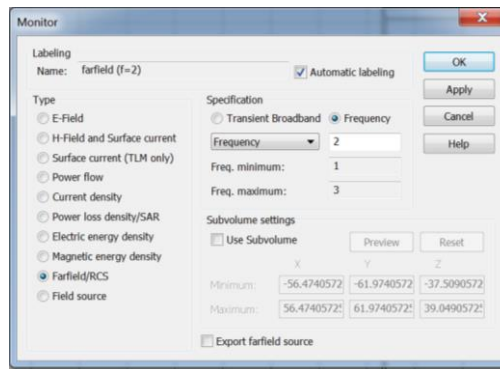 Monitor
Labeling
Name: farfield (f=2)
Automatic labeling
Type
E-Field
H-Field and Surface current
Surface current (TLM only)
Power flow
Current density
Power loss density/SAR
Electric energy density
Magnetic energy density
Farfield/RCS
Field source
Specification
Transient Broadband Frequency
Frequency 2
Freq. minimum: 1
Freq. maximum: 3
Subvolume settings
Use Subvolume Preview Reset
X Y Z
Minimum: -56.4740572 -61.9740572 -37.5090572
Maximum: 56.4740572 61.9740572 39.0490572
Export farfield source
OK
Apply
Cancel
Help